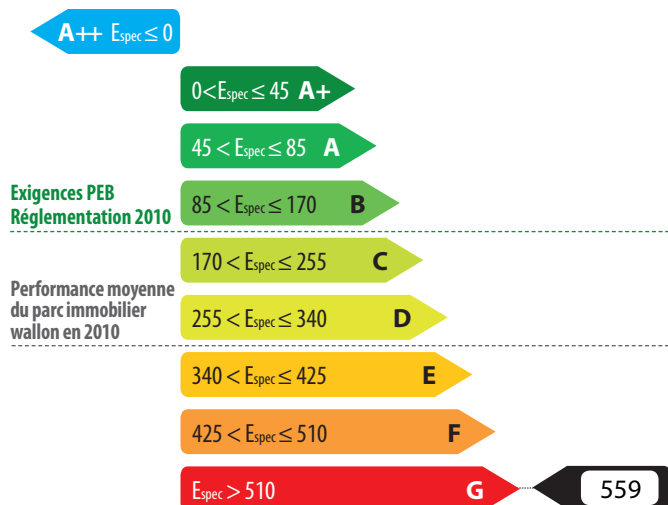 A++ Espec ≤ 0
0<Espec ≤ 45 A+
45 < Espec ≤ 85 A
Exigences PEB
Réglementation 2010
85 < Espec ≤ 170 B
170 < Espec ≤ 255 C
Performance moyenne
du parc immobilier
wallon en 2010
255 < Espec ≤ 340 D
340 < Espec ≤ 425 E
425 < Espec ≤ 510 F
Espec > 510 G 559